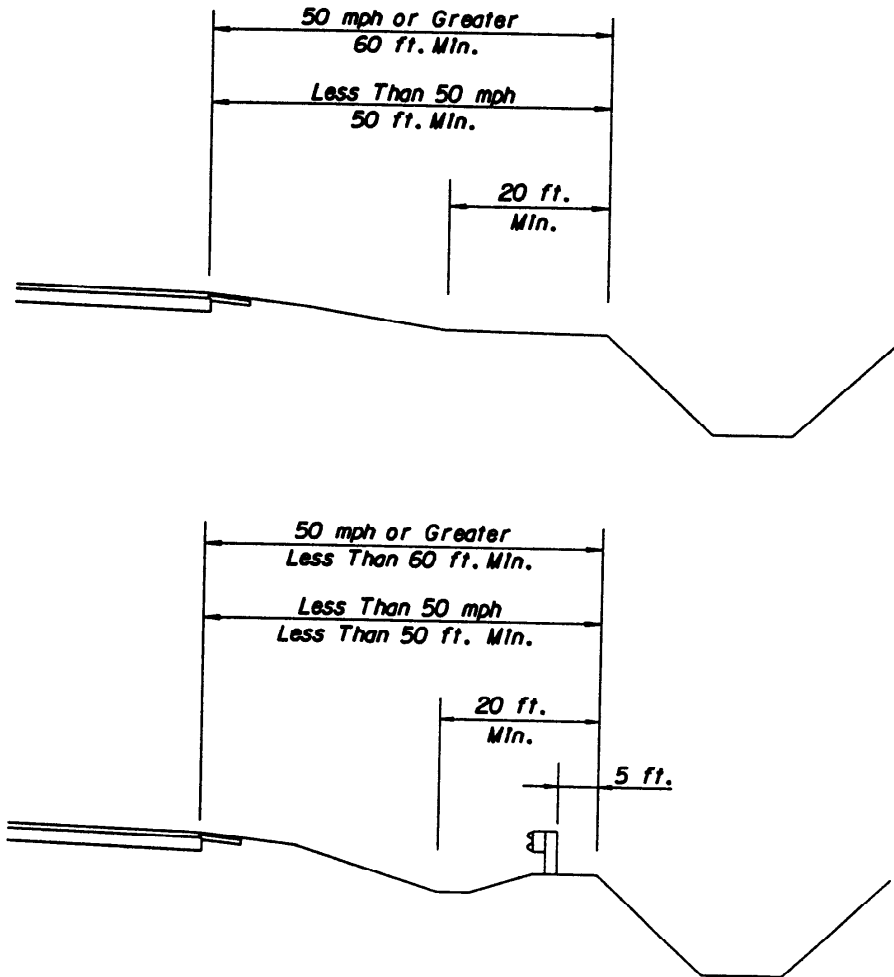 50 mph or Greater
60 ft. Min.
Less Than 50 mph
50 ft. Min.
20 ft.
Min.
50 mph or Greater
Less Than 60 ft. Min.
Less Than 50 mph
Less Than 50 ft. Min.
20 ft.
Min.
5 ft.